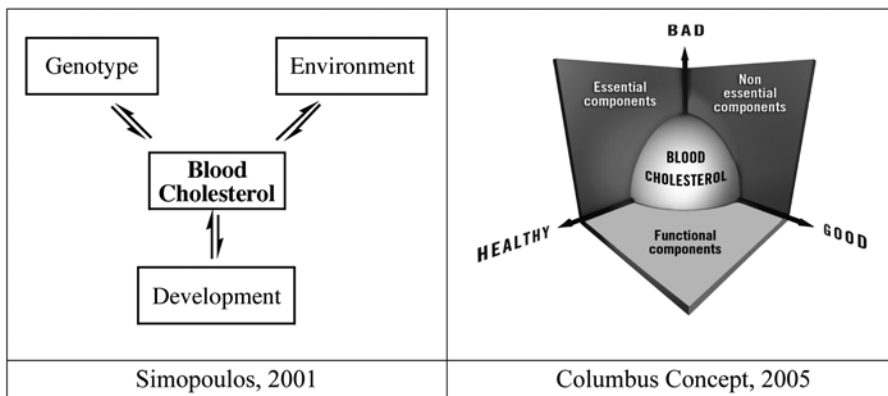 Genotype
Environment
Blood
Cholesterol
Development
Simopoulos, 2001
BAD
Essential
components
Non
essential
components
BLOOD
CHOLESTEROL
HEALTHY
GOOD
Functional
components
Columbus Concept, 2005